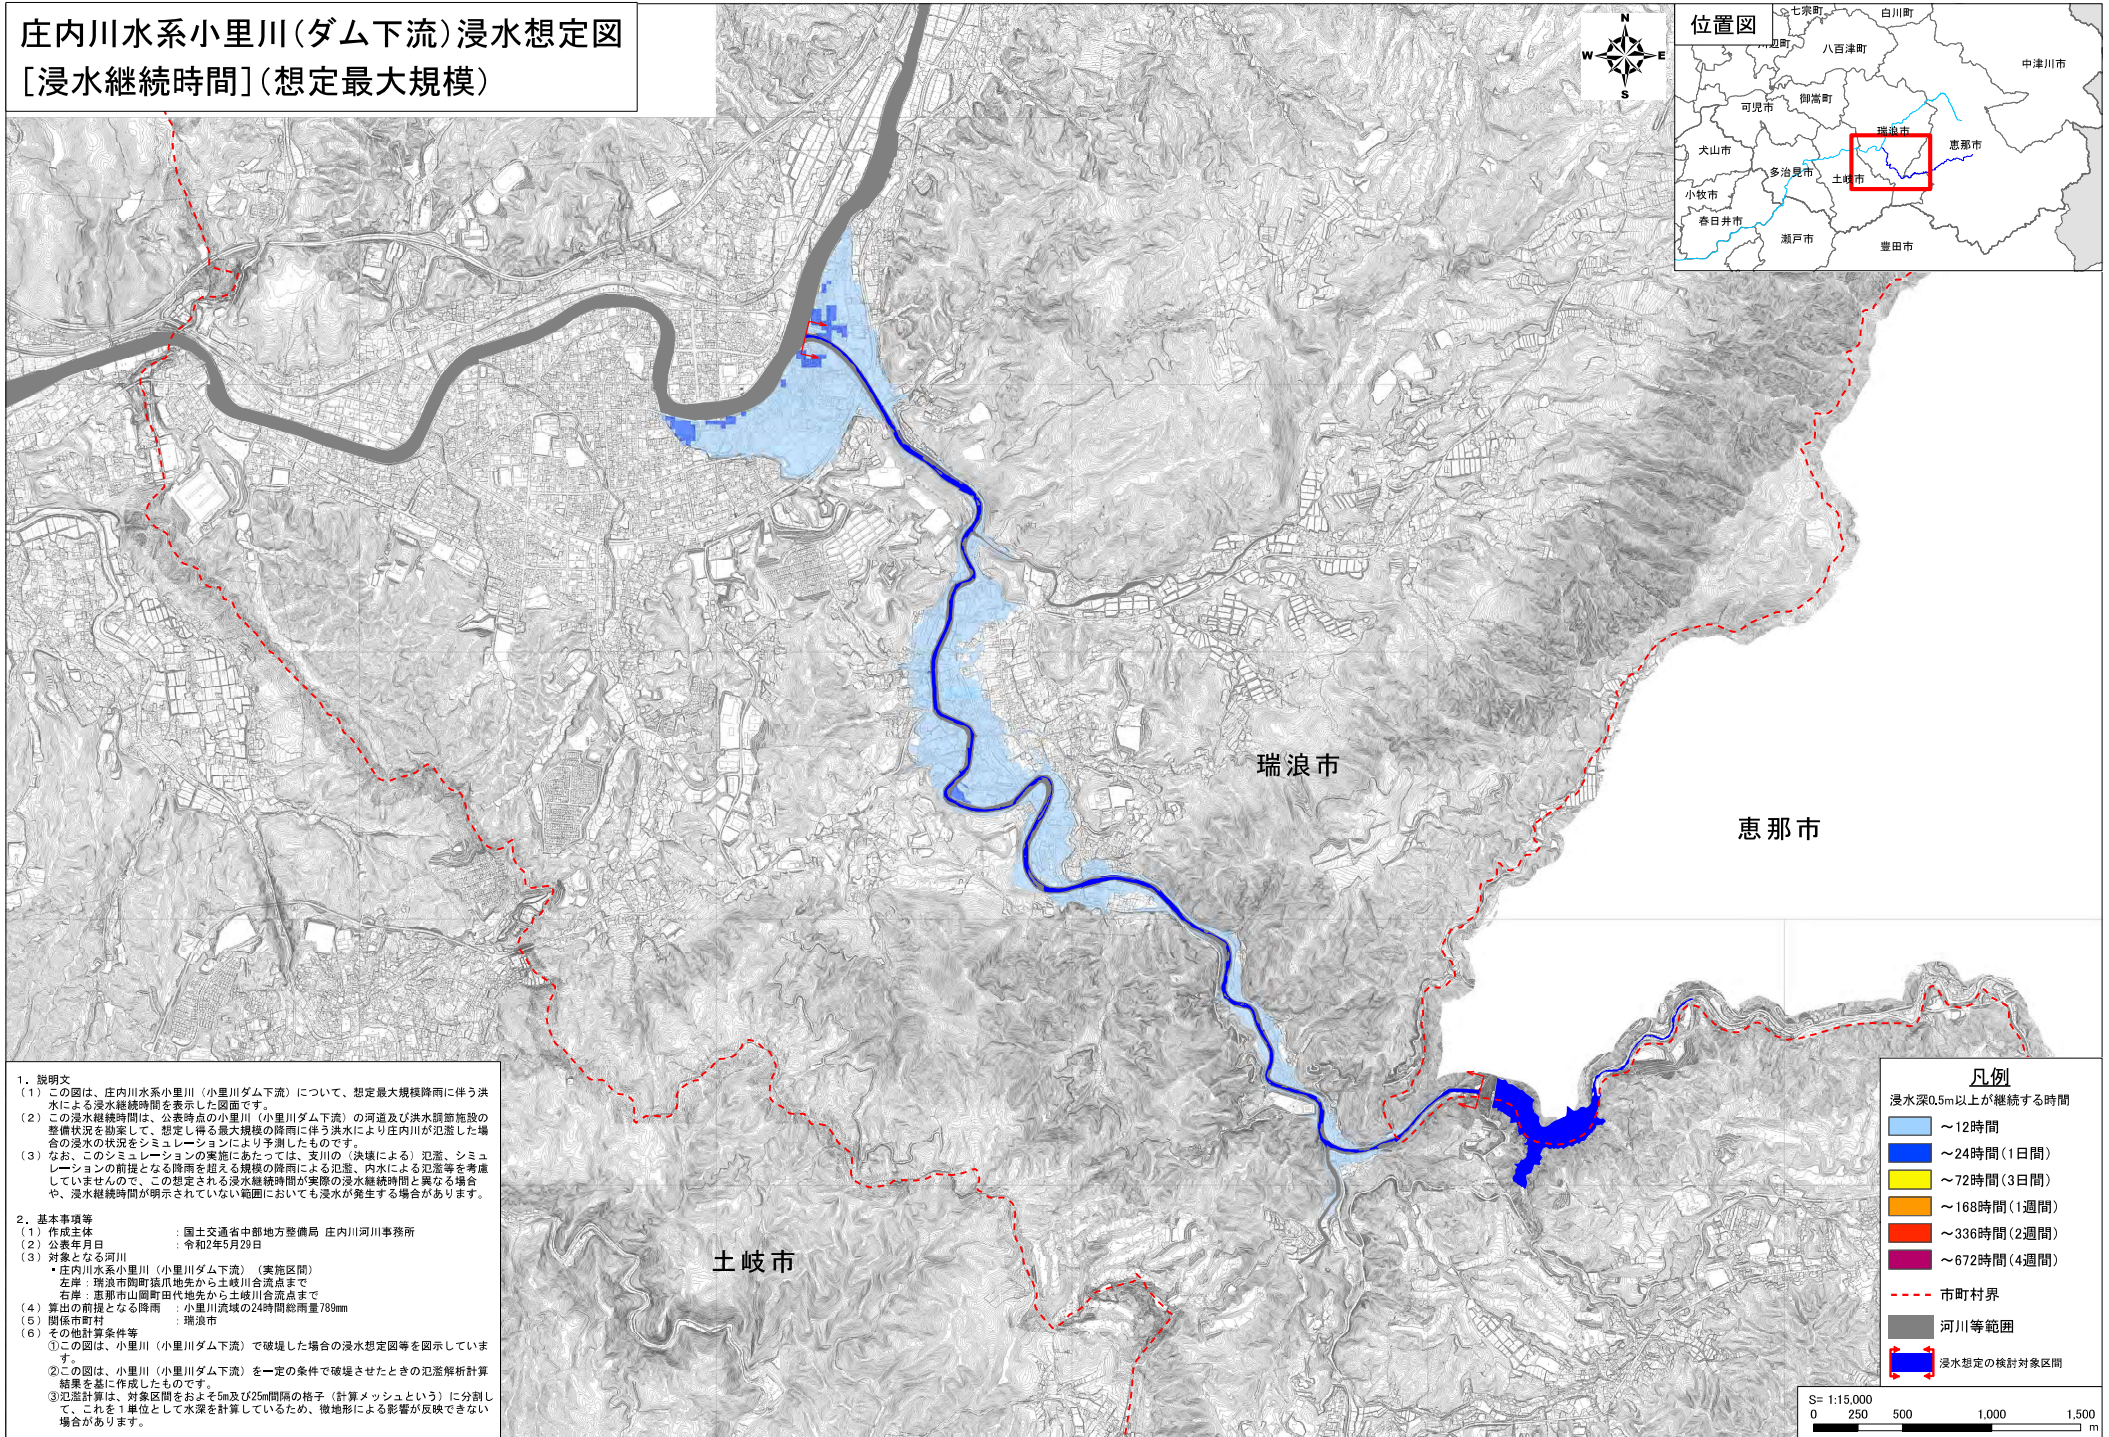 庄内川水系小里川(ダム下流)浸水想定図
[浸水継続時間](想定最大規模)
N
W
E
S
位置図
七宗町
白川町
川辺町
八百津町
中津川市
可児市
御嵩町
瑞浪市
犬山市
恵那市
多治見市
土岐市
小牧市
春日井市
瀬戸市
豊田市
瑞浪市
恵那市
土岐市
1. 説明文
(1) この図は、庄内川水系小里川(小里川ダム下流)について、想定最大規模降雨に伴う洪
水による浸水継続時間を表示した図面です。
(2) この浸水継続時間は、公表時点の小里川(小里川ダム下流)の河道及び洪水調節施設の
整備状況を勘案して、想定し得る最大規模の降雨に伴う洪水により庄内川が氾濫した場
合の浸水の状況をシミュレーションにより予測したものです。
(3) なお、このシミュレーションの実施にあたっては、支川の(決壊による)氾濫、シミュ
レーションの前提となる降雨を超える規模の降雨による氾濫、内水による氾濫等を考慮
していませんので、この想定される浸水継続時間が実際の浸水継続時間と異なる場合
や、浸水継続時間が明示されていない範囲においても浸水が発生する場合があります。
2. 基本事項等
(1) 作成主体 :国土交通省中部地方整備局 庄内川河川事務所
(2) 公表年月日 :令和2年5月29日
(3) 対象となる河川
・庄内川水系小里川(小里川ダム下流)(実施区間)
左岸:瑞浪市陶町猿爪地先から土岐川合流点まで
右岸:恵那市山岡町田代地先から土岐川合流点まで
(4) 算出の前提となる降雨 :小里川流域の24時間総雨量789mm
(5) 関係市町村 :瑞浪市
(6) その他計算条件等
①この図は、小里川(小里川ダム下流)で破堤した場合の浸水想定図等を図示していま
す。
②この図は、小里川(小里川ダム下流)を一定の条件で破堤させたときの氾濫解析計算
結果を基に作成したものです。
③氾濫計算は、対象区間をおよそ5m及び25m間隔の格子(計算メッシュという)に分割し
て、これを1単位として水深を計算しているため、微地形による影響が反映できない
場合があります。
凡例
浸水深0.5m以上が継続する時間
～12時間
～24時間(1日間)
～72時間(3日間)
～168時間(1週間)
～336時間(2週間)
～672時間(4週間)
市町村界
河川等範囲
浸水想定の検討対象区間
S= 1:15,000
0 250 500 1,000 1,500
m